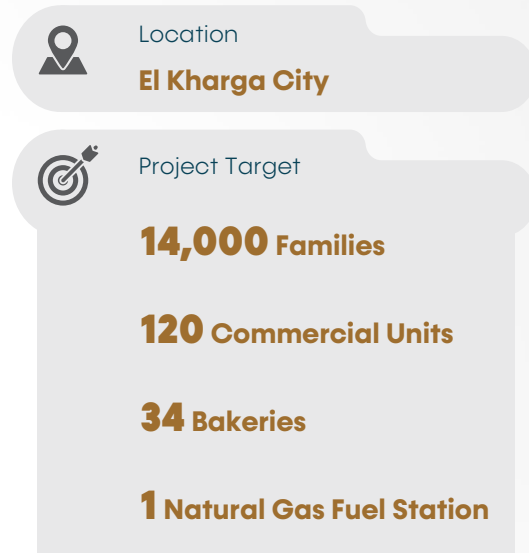 Location
El Kharga City
Project Target
14,000 Families
120 Commercial Units
34 Bakeries
1 Natural Gas Fuel Station